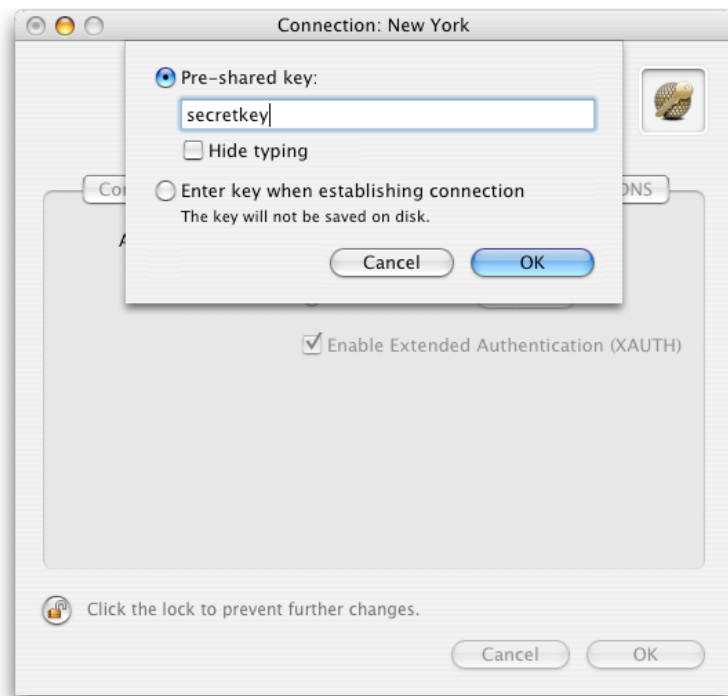 Connection: New York
Pre-shared key:
secretkey
Hide typing
Enter key when establishing connection
The key will not be saved on disk.
Cancel OK
Enable Extended Authentication (XAUTH)
Click the lock to prevent further changes.
Cancel OK